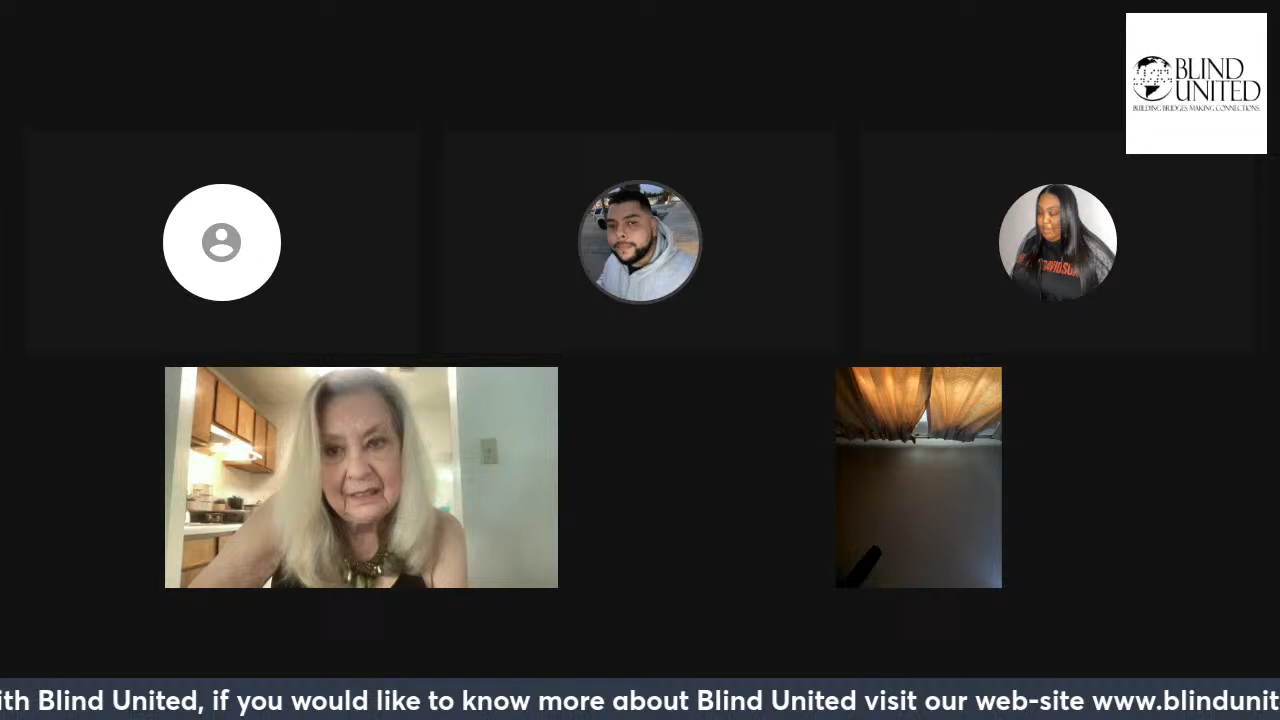 BLIND
UNITED
BUILDING BRIDGES, MAKING CONNECTIONS.
ith Blind United, if you would like to know more about Blind United visit our web-site www.blindunit